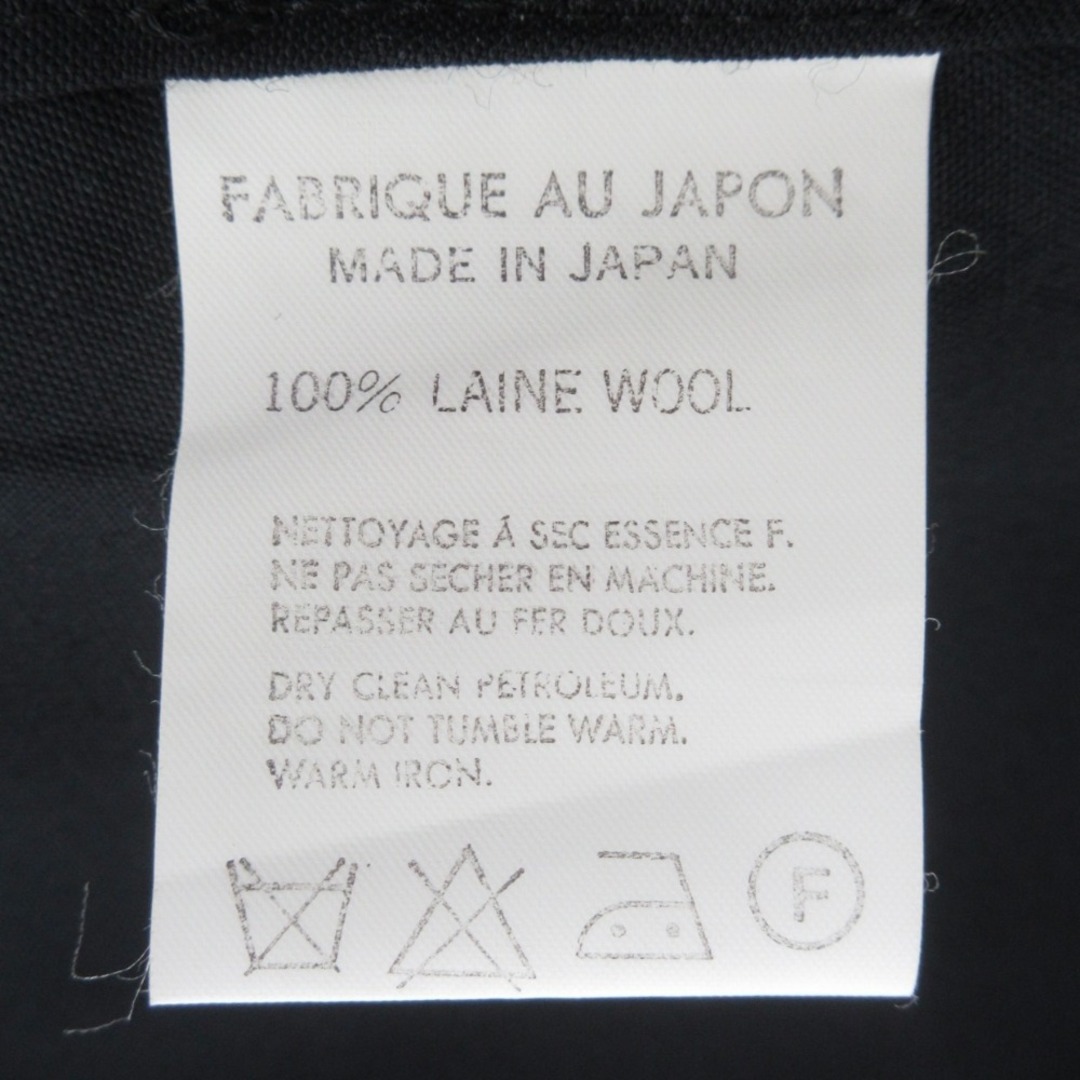 FABRIQUE AU JAPON
MADE IN JAPAN
100% LAINE WOOL
NETTOYAGE Á SEC ESSENCE F.
NE PAS SECHER EN MACHINE.
REPASSER AU FER DOUX.
DRY CLEAN PETROLEUM.
DO NOT TUMBLE WARM.
WARM IRON.
F